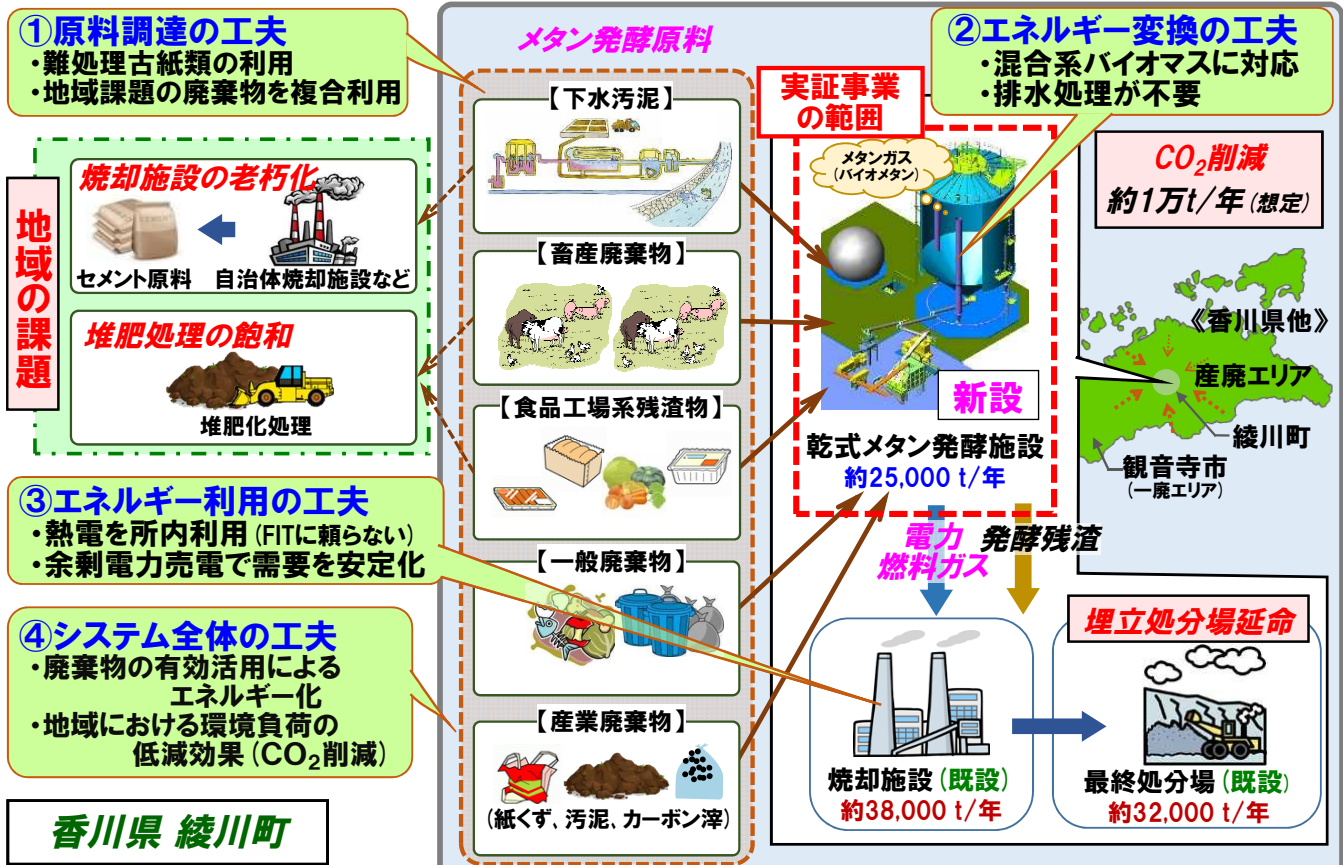 ①原料調達の工夫
・難処理古紙類の利用
・地域課題の廃棄物を複合利用
地域の課題
焼却施設の老朽化
セメント原料
自治体焼却施設など
堆肥処理の飽和
堆肥化処理
③エネルギー利用の工夫
・熱電を所内利用(FITに頼らない)
・余剰電力売電で需要を安定化
④システム全体の工夫
・廃棄物の有効活用による
エネルギー化
・地域における環境負荷の
低減効果(CO2削減)
香川県 綾川町
メタン発酵原料
【下水汚泥】
【畜産廃棄物】
【食品工場系残渣物】
【一般廃棄物】
【産業廃棄物】
(紙くず、汚泥、カーボン滓)
②エネルギー変換の工夫
・混合系バイオマスに対応
・排水処理が不要
実証事業
の範囲
メタンガス
(バイオメタン)
新設
乾式メタン発酵施設
約25,000 t/年
電力
燃料ガス
発酵残渣
CO2削減
約1万t/年(想定)
《香川県他》
産廃エリア
綾川町
観音寺市
(一廃エリア)
焼却施設(既設)
約38,000 t/年
埋立処分場延命
最終処分場(既設)
約32,000 t/年